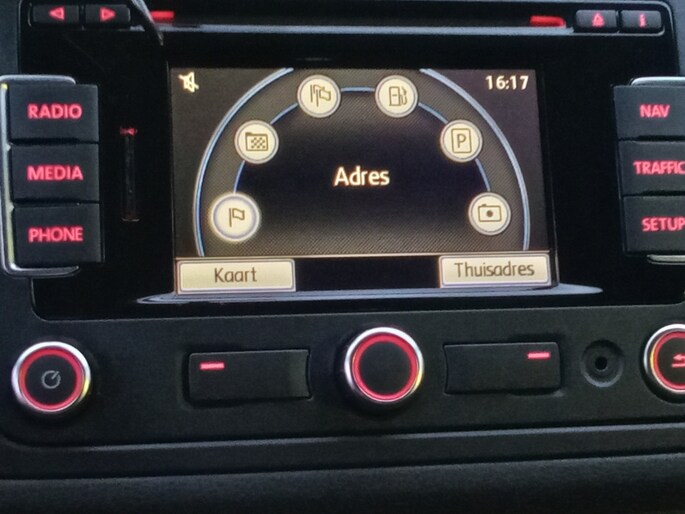 16:17
RADIO
NAV
MEDIA
TRAFFIC
Adres
P
PHONE
SETUP
Kaart
Thuisadres